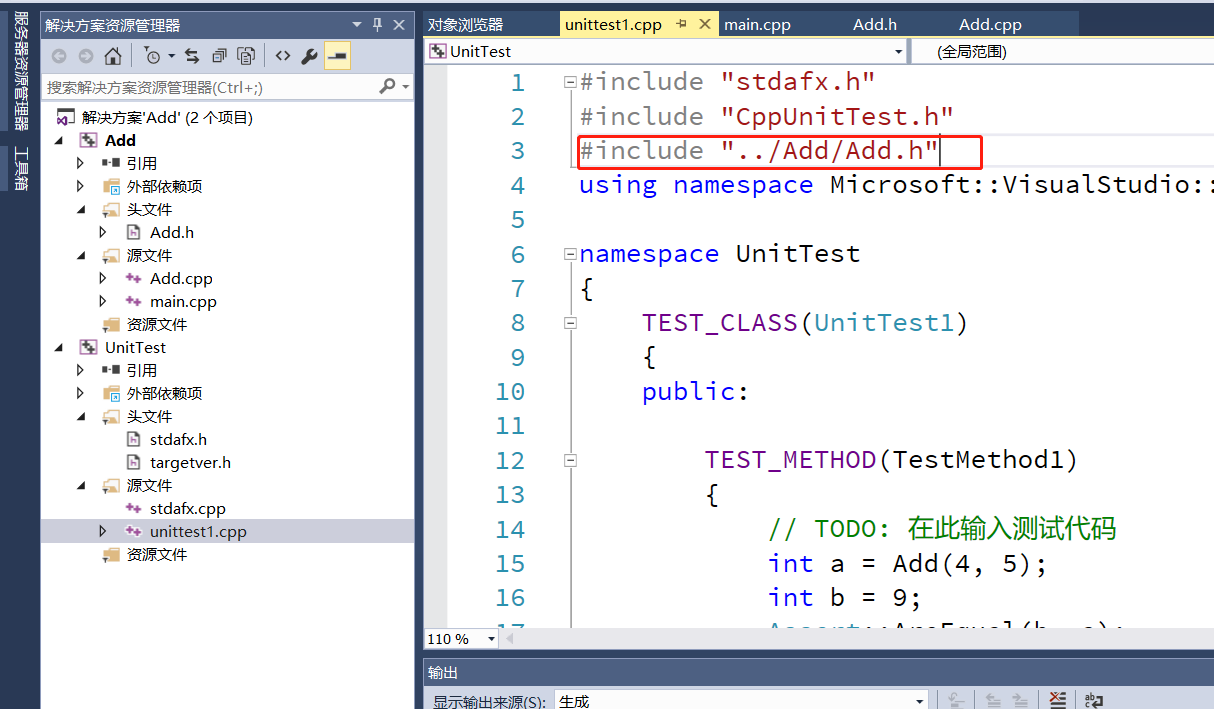 服务器资源管理器
工具箱
解决方案资源管理器
搜索解决方案资源管理器(Ctrl+;)
解决方案'Add' (2 个项目)
Add
引用
外部依赖项
头文件
Add.h
源文件
Add.cpp
main.cpp
资源文件
UnitTest
引用
外部依赖项
头文件
stdafx.h
targetver.h
源文件
stdafx.cpp
unittest1.cpp
资源文件
对象浏览器 unittest1.cpp main.cpp Add.h Add.cpp
UnitTest (全局范围)
1 #include "stdafx.h"
2 #include "CppUnitTest.h"
3 #include "../Add/Add.h"
4 using namespace Microsoft::VisualStudio::
5
6 namespace UnitTest
7 {
8 TEST_CLASS(UnitTest1)
9 {
10 public:
11
12 TEST_METHOD(TestMethod1)
13 {
14 // TODO: 在此输入测试代码
15 int a = Add(4, 5);
16 int b = 9;
110 %
输出
显示输出来源(S): 生成